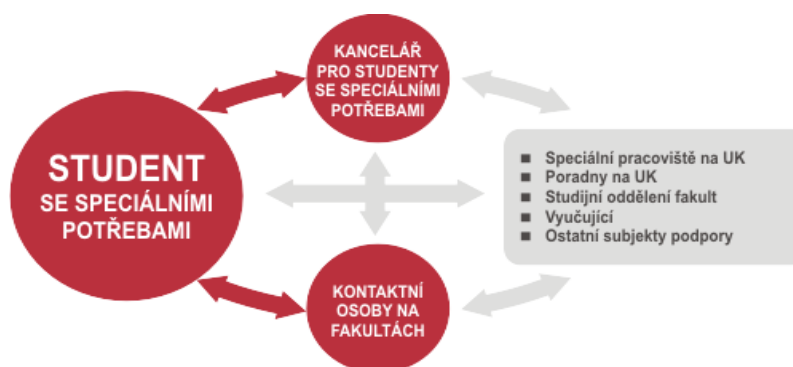 STUDENT
SE SPECIÁLNÍMI
POTŘEBAMI
KANCELÁŘ
PRO STUDENTY
SE SPECIÁLNÍMI
POTŘEBAMI
KONTAKTNÍ
OSOBY NA
FAKULTÁCH
■ Speciální pracoviště na UK
■ Poradny na UK
■ Studijní oddělení fakult
■ Vyučující
■ Ostatní subjekty podpory